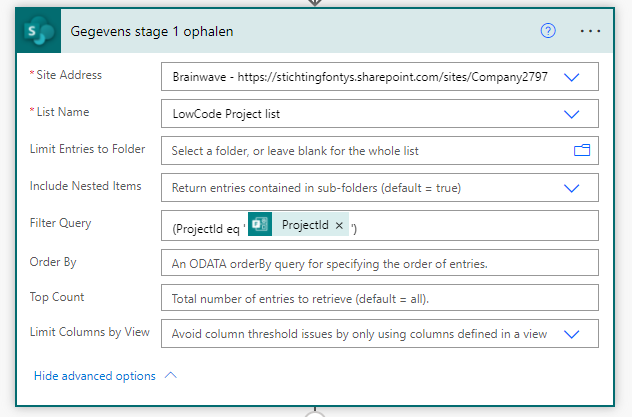 Gegevens stage 1 ophalen
* Site Address Brainwave - https://stichtingfontys.sharepoint.com/sites/Company2797
* List Name LowCode Project list
Limit Entries to Folder Select a folder, or leave blank for the whole list
Include Nested Items Return entries contained in sub-folders (default = true)
Filter Query (ProjectId eq ' ProjectId × ')
Order By An ODATA orderBy query for specifying the order of entries.
Top Count Total number of entries to retrieve (default = all).
Limit Columns by View Avoid column threshold issues by only using columns defined in a view
Hide advanced options